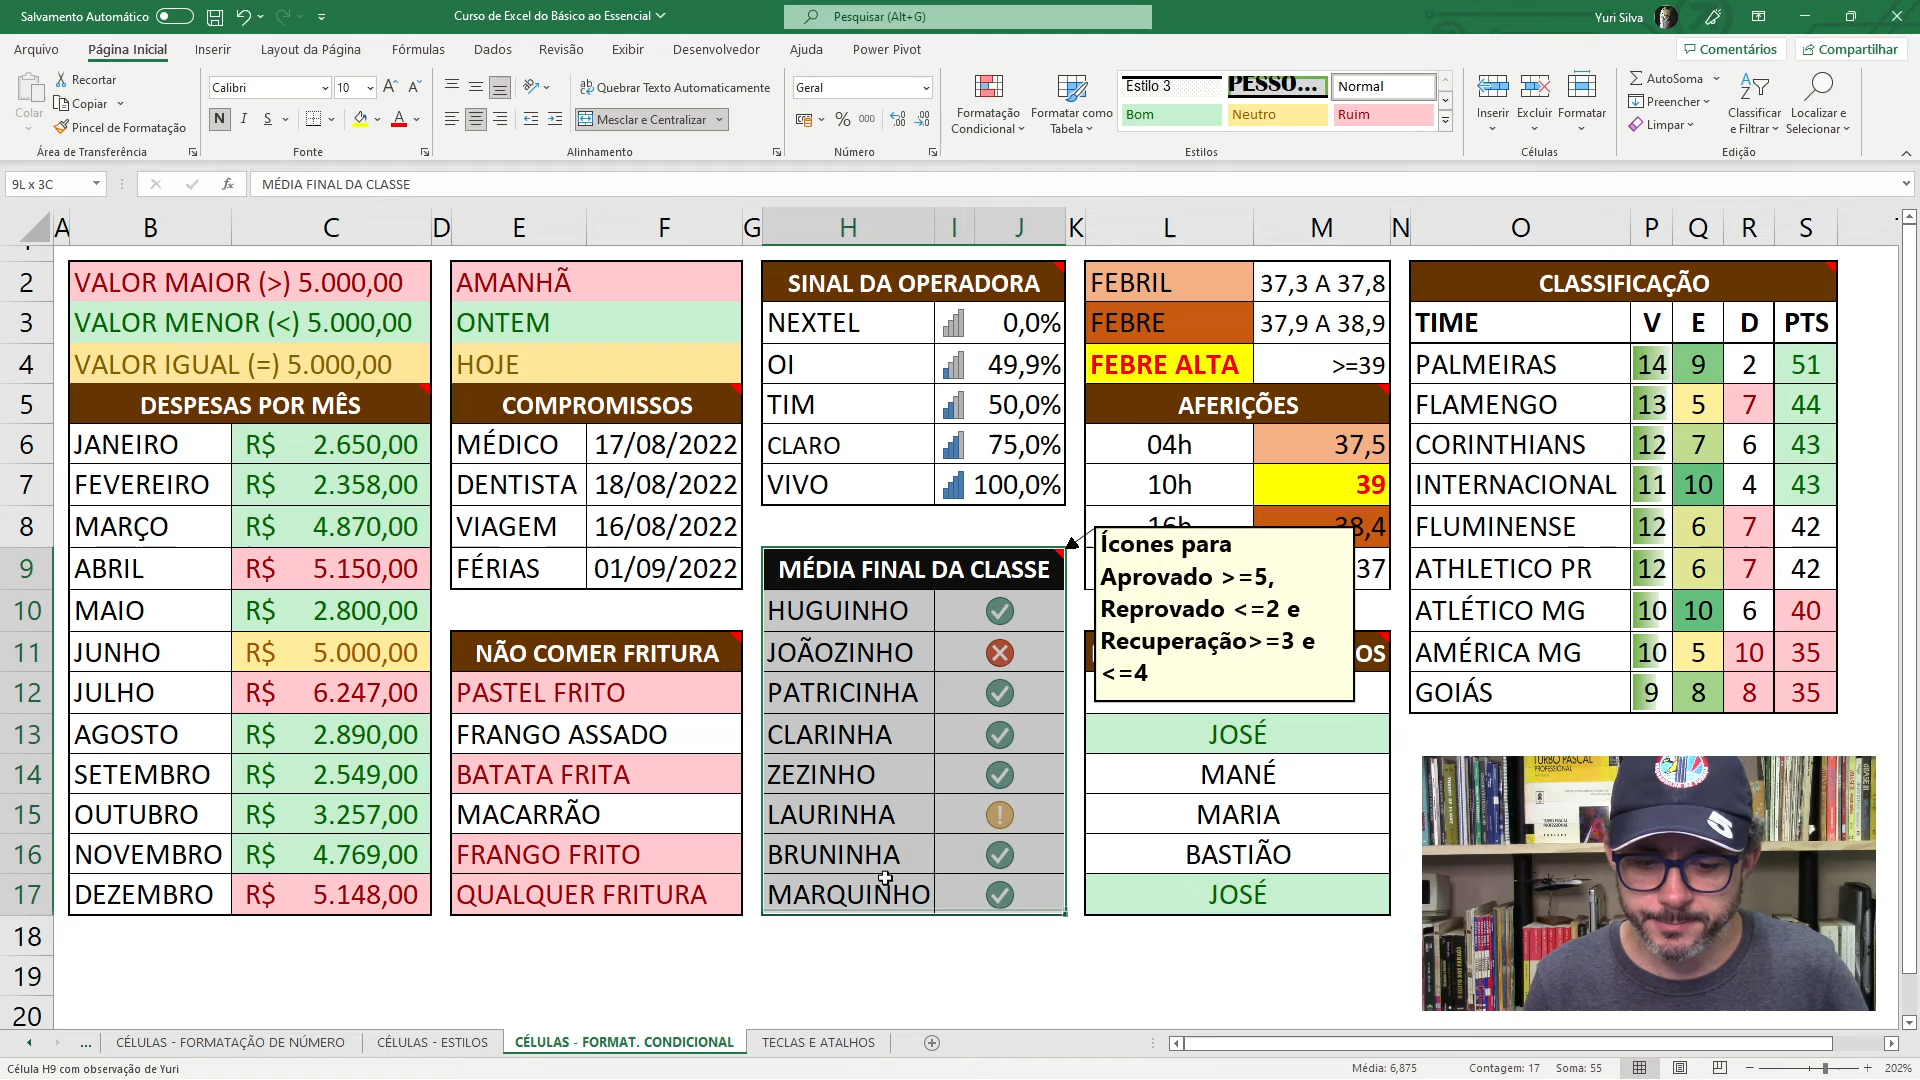 Salvamento Automático
Curso de Excel do Básico ao Essencial
Pesquisar (Alt+G)
Yuri Silva
Arquivo
Página Inicial
Inserir
Layout da Página
Fórmulas
Dados
Revisão
Exibir
Desenvolvedor
Ajuda
Power Pivot
Comentários
Compartilhar
Colar
Recortar
Copiar
Pincel de Formatação
Área de Transferência
Calibri
10
N I S
Fonte
Quebrar Texto Automaticamente
Mesclar e Centralizar
Alinhamento
Geral
% 000
Número
Formatação Condicional
Formatar como Tabela
Estilo 3
PESSO...
Normal
Bom
Neutro
Ruim
Estilos
Inserir
Excluir
Formatar
Células
AutoSoma
Preencher
Limpar
Classificar e Filtrar
Localizar e Selecionar
Edição
9L x 3C
fx
MÉDIA FINAL DA CLASSE
A B C D E F G H I J K L M N O P Q R S
2
3
4
5
6
7
8
9
10
11
12
13
14
15
16
17
18
19
20
VALOR MAIOR (>) 5.000,00
VALOR MENOR (<) 5.000,00
VALOR IGUAL (=) 5.000,00
DESPESAS POR MÊS
JANEIRO R$ 2.650,00
FEVEREIRO R$ 2.358,00
MARÇO R$ 4.870,00
ABRIL R$ 5.150,00
MAIO R$ 2.800,00
JUNHO R$ 5.000,00
JULHO R$ 6.247,00
AGOSTO R$ 2.890,00
SETEMBRO R$ 2.549,00
OUTUBRO R$ 3.257,00
NOVEMBRO R$ 4.769,00
DEZEMBRO R$ 5.148,00
AMANHÃ
ONTEM
HOJE
COMPROMISSOS
MÉDICO 17/08/2022
DENTISTA 18/08/2022
VIAGEM 16/08/2022
FÉRIAS 01/09/2022
NÃO COMER FRITURA
PASTEL FRITO
FRANGO ASSADO
BATATA FRITA
MACARRÃO
FRANGO FRITO
QUALQUER FRITURA
SINAL DA OPERADORA
NEXTEL 0,0%
OI 49,9%
TIM 50,0%
CLARO 75,0%
VIVO 100,0%
MÉDIA FINAL DA CLASSE
HUGUINHO
JOÃOZINHO
PATRICINHA
CLARINHA
ZEZINHO
LAURINHA
BRUNINHA
MARQUINHO
FEBRIL 37,3 A 37,8
FEBRE 37,9 A 38,9
FEBRE ALTA >=39
AFERIÇÕES
04h 37,5
10h 39
16h 38,4
37
Ícones para
Aprovado >=5,
Reprovado <=2 e
Recuperação>=3 e
<=4
OS
JOSÉ
MANÉ
MARIA
BASTIÃO
JOSÉ
CLASSIFICAÇÃO
TIME V E D PTS
PALMEIRAS 14 9 2 51
FLAMENGO 13 5 7 44
CORINTHIANS 12 7 6 43
INTERNACIONAL 11 10 4 43
FLUMINENSE 12 6 7 42
ATHLETICO PR 12 6 7 42
ATLÉTICO MG 10 10 6 40
AMÉRICA MG 10 5 10 35
GOIÁS 9 8 8 35
TURBO PASCAL
PROFESSIONAL
5
... CÉLULAS - FORMATAÇÃO DE NÚMERO
CÉLULAS - ESTILOS
CÉLULAS - FORMAT. CONDICIONAL
TECLAS E ATALHOS
Célula H9 com observação de Yuri
Média: 6,875
Contagem: 17
Soma: 55
202%